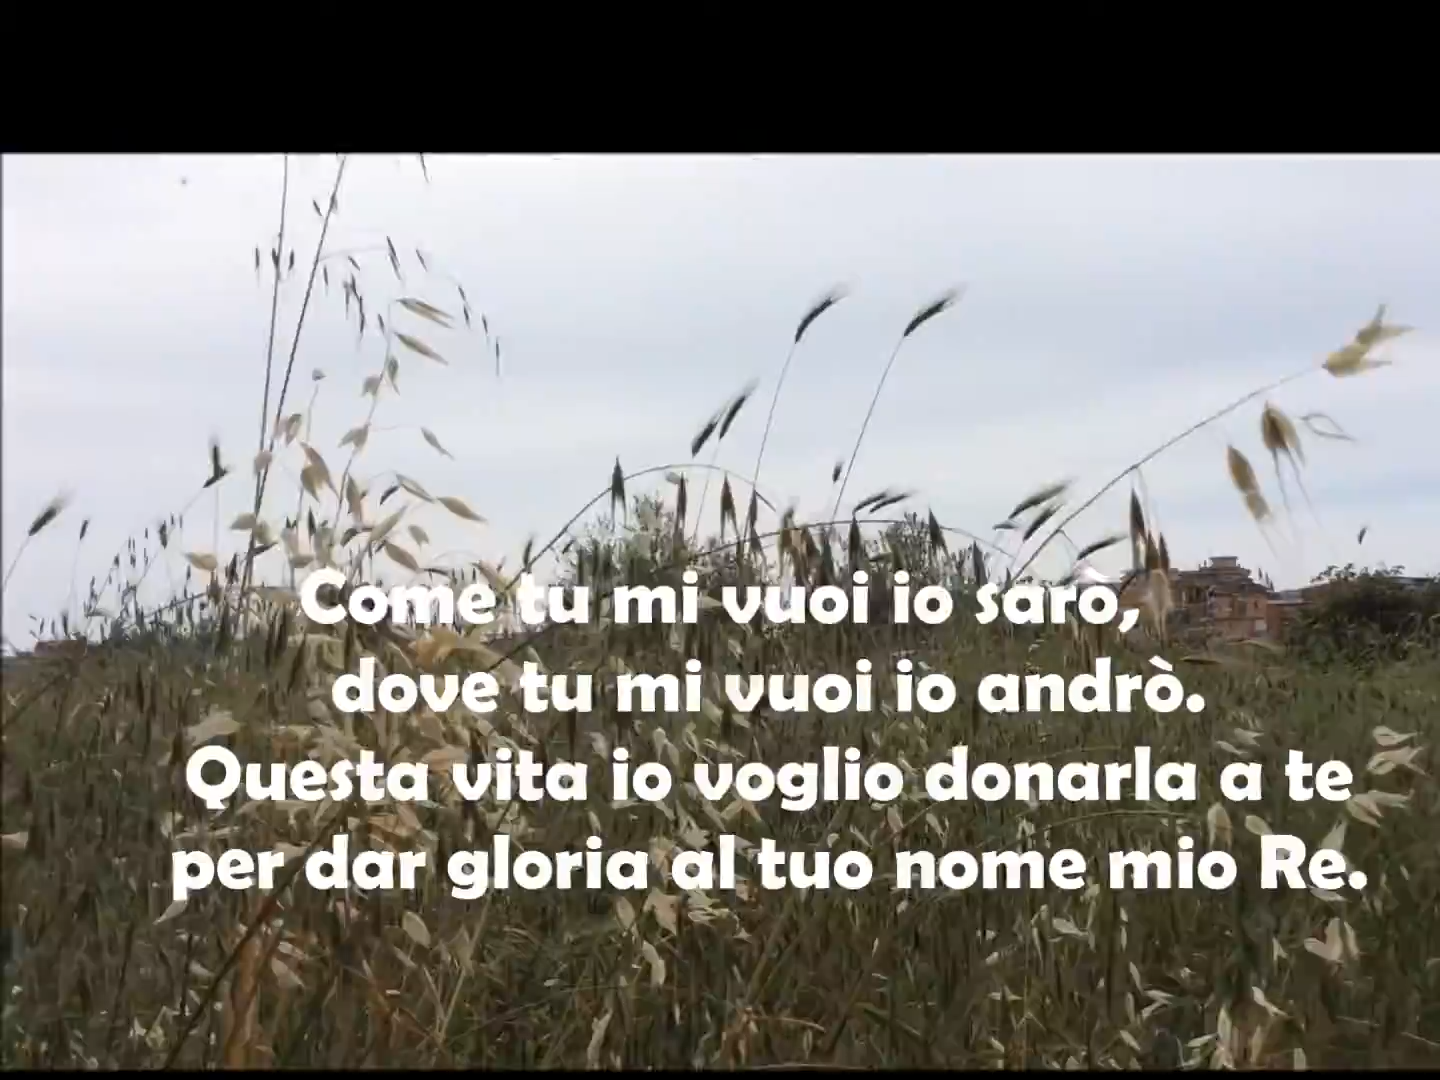 Come tu mi vuoi io sarò,
dove tu mi vuoi io andrò.
Questa vita io voglio donarla a te
per dar gloria al tuo nome mio Re.